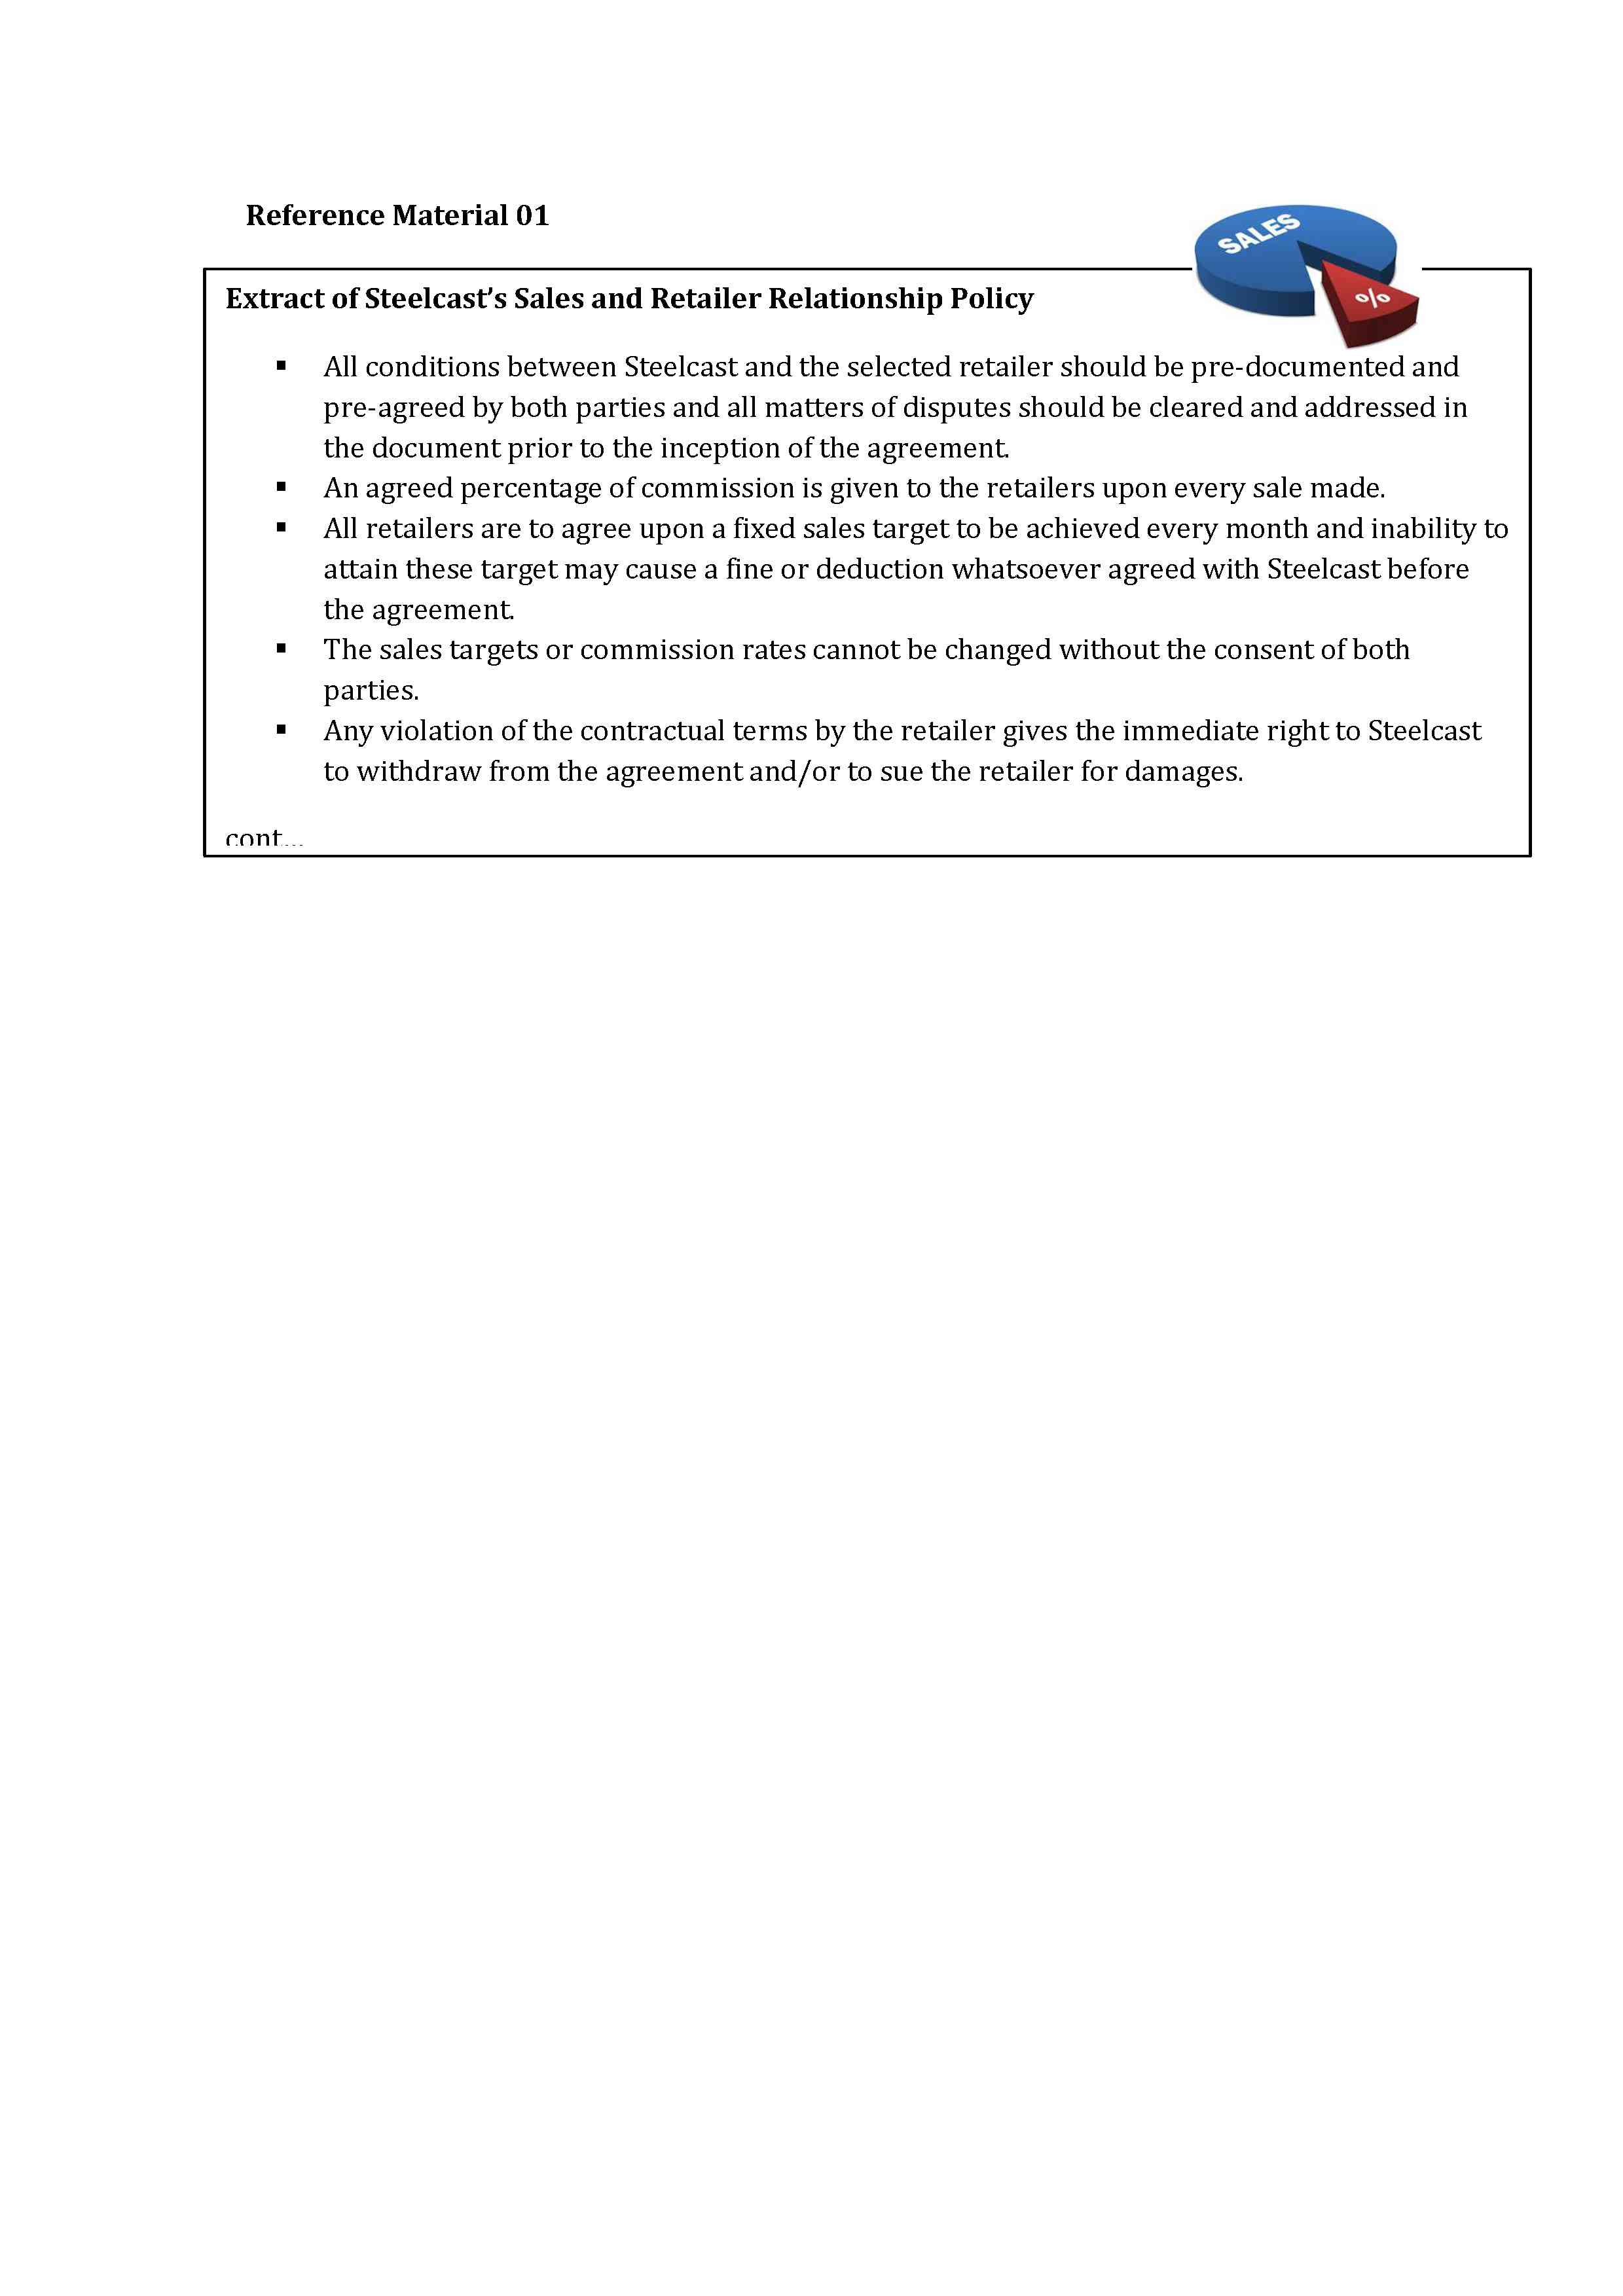 Reference Material 01
SALES
%
Extract of Steelcast’s Sales and Retailer Relationship Policy
▪ All conditions between Steelcast and the selected retailer should be pre-documented and
pre-agreed by both parties and all matters of disputes should be cleared and addressed in
the document prior to the inception of the agreement.
▪ An agreed percentage of commission is given to the retailers upon every sale made.
▪ All retailers are to agree upon a fixed sales target to be achieved every month and inability to
attain these target may cause a fine or deduction whatsoever agreed with Steelcast before
the agreement.
▪ The sales targets or commission rates cannot be changed without the consent of both
parties.
▪ Any violation of the contractual terms by the retailer gives the immediate right to Steelcast
to withdraw from the agreement and/or to sue the retailer for damages.
cont...